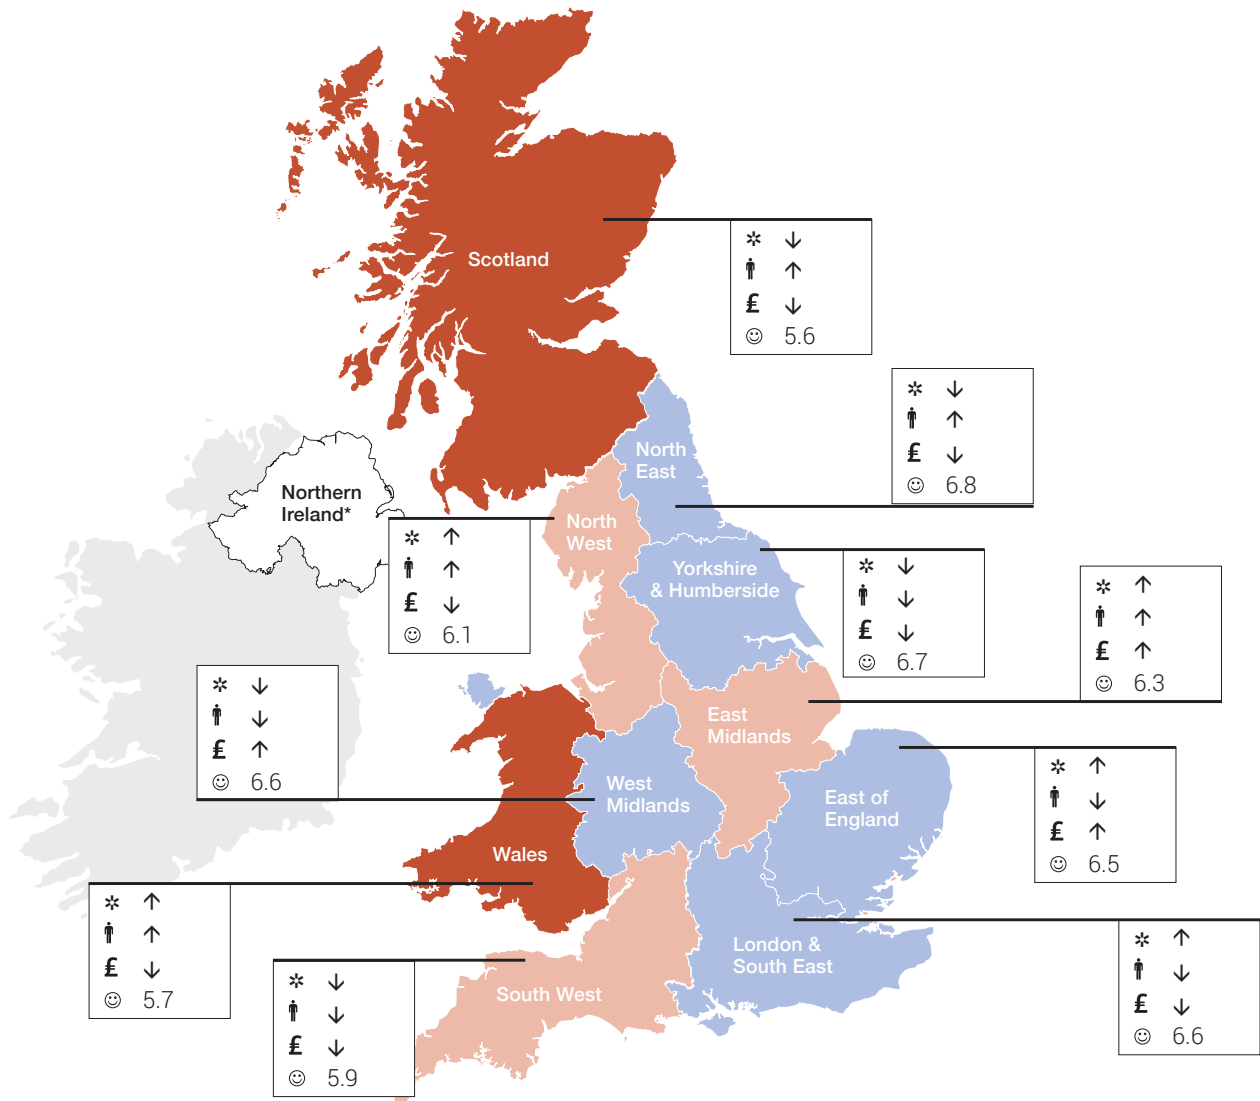 Scotland
✲ ↓
↑
£ ↓
☺ 5.6
✲ ↓
↑
£ ↓
☺ 6.8
North
East
Northern
Ireland*
North
West
✲ ↑
↑
£ ↓
☺ 6.1
Yorkshire
& Humberside
✲ ↓
↓
£ ↓
☺ 6.7
✲ ↑
↑
£ ↑
☺ 6.3
✲ ↓
↓
£ ↑
☺ 6.6
East
Midlands
West
Midlands
East of
England
✲ ↑
↓
£ ↑
☺ 6.5
Wales
✲ ↑
↑
£ ↓
☺ 5.7
London &
South East
✲ ↑
↓
£ ↓
☺ 6.6
South West
✲ ↓
↓
£ ↓
☺ 5.9